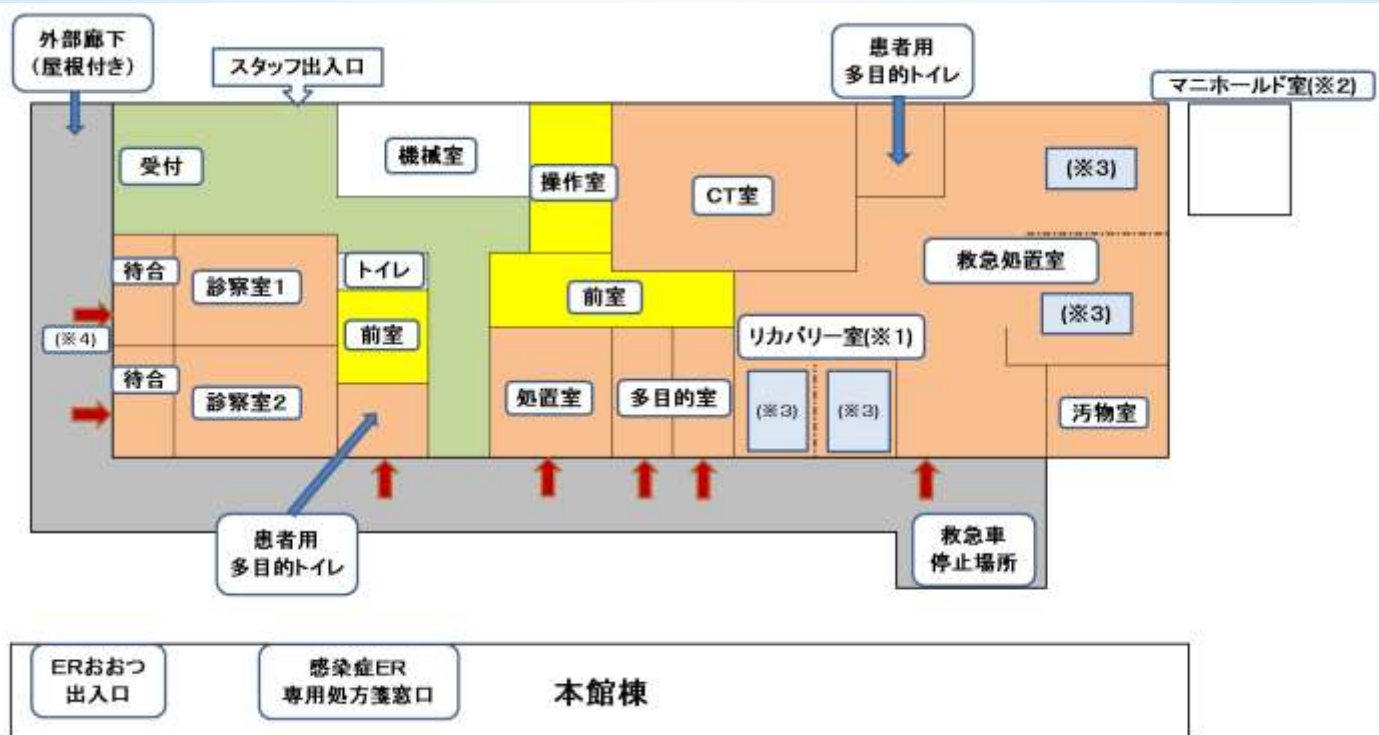 外部廊下
(屋根付き)
スタッフ出入口
患者用
多目的トイレ
マニホールド室(※2)
受付
機械室
操作室
CT室
(※3)
待合
診察室1
トイレ
前室
救急処置室
(※4)
前室
リカバリー室(※1)
(※3)
待合
診察室2
処置室
多目的室
(※3)
(※3)
汚物室
患者用
多目的トイレ
救急車
停止場所
ERおおつ
出入口
感染症ER
専用処方箋窓口
本館棟